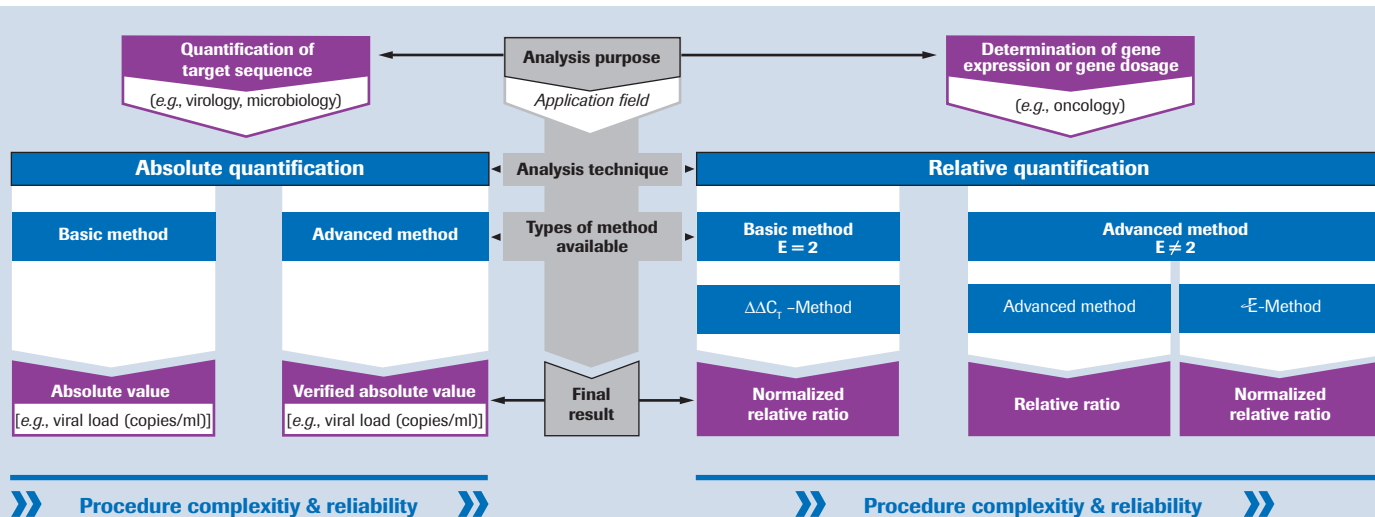 Quantification of
target sequence
(e.g., virology, microbiology)
Analysis purpose
Application field
Determination of gene
expression or gene dosage
(e.g., oncology)
Absolute quantification
Analysis technique
Relative quantification
Basic method
Advanced method
Types of method
available
Basic method
E = 2
Advanced method
E ≠ 2
ΔΔC_T –Method
Advanced method
E-Method
Absolute value
[e.g., viral load (copies/ml)]
Verified absolute value
[e.g., viral load (copies/ml)]
Final
result
Normalized
relative ratio
Relative ratio
Normalized
relative ratio
Procedure complexitiy & reliability
Procedure complexitiy & reliability